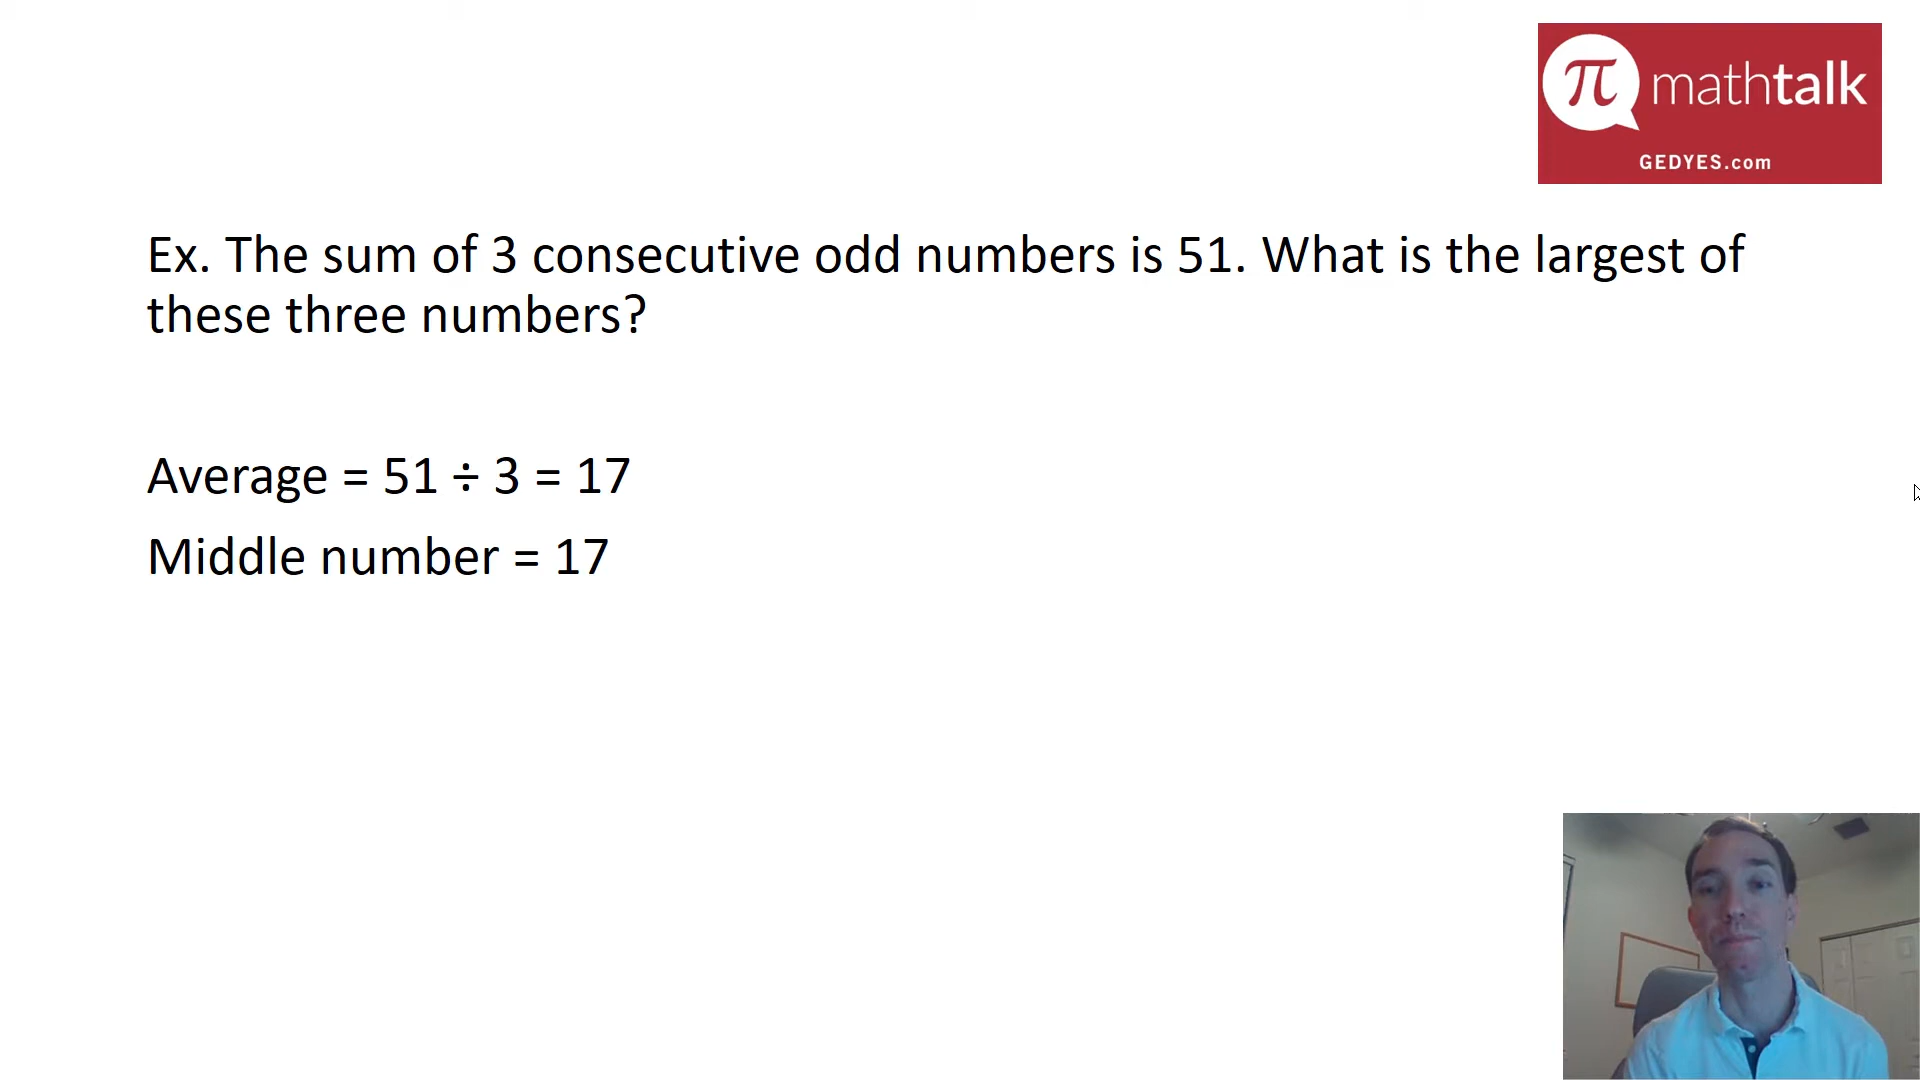 π mathtalk
GEDYES.com
Ex. The sum of 3 consecutive odd numbers is 51. What is the largest of
these three numbers?
Average = 51 ÷ 3 = 17
Middle number = 17